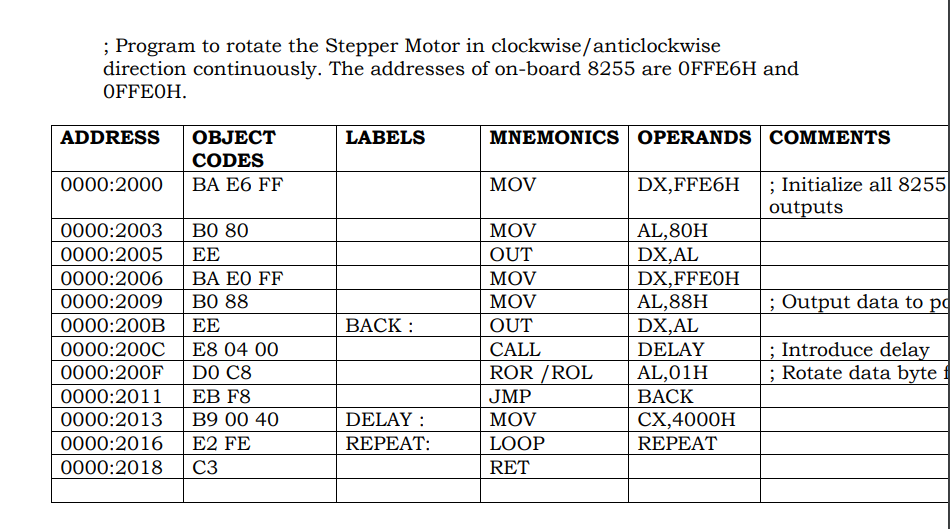 ; Program to rotate the Stepper Motor in clockwise/anticlockwise
direction continuously. The addresses of on-board 8255 are 0FFE6H and
0FFE0H.
ADDRESS OBJECT CODES LABELS MNEMONICS OPERANDS COMMENTS
0000:2000 BA E6 FF MOV DX,FFE6H ; Initialize all 8255 outputs
0000:2003 B0 80 MOV AL,80H
0000:2005 EE OUT DX,AL
0000:2006 BA E0 FF MOV DX,FFE0H
0000:2009 B0 88 MOV AL,88H ; Output data to
0000:200B EE BACK : OUT DX,AL
0000:200C E8 04 00 CALL DELAY ; Introduce delay
0000:200F D0 C8 ROR /ROL AL,01H ; Rotate data byte
0000:2011 EB F8 JMP BACK
0000:2013 B9 00 40 DELAY : MOV CX,4000H
0000:2016 E2 FE REPEAT: LOOP REPEAT
0000:2018 C3 RET